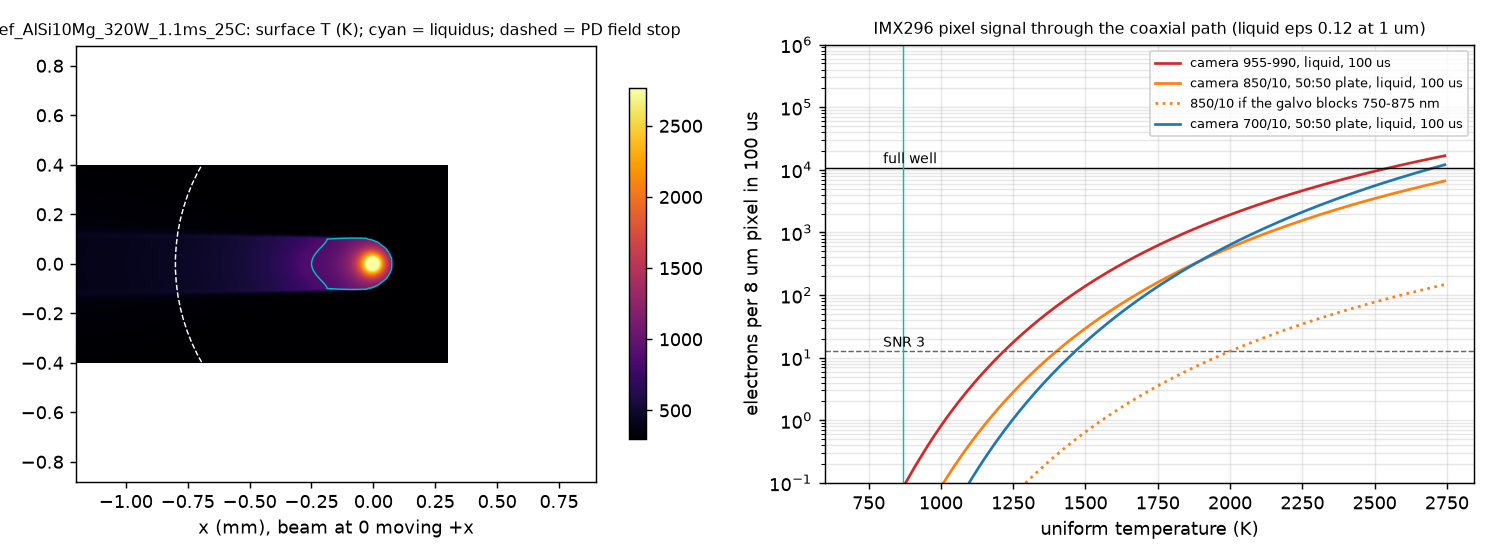 ef_AlSi10Mg_320W_1.1ms_25C: surface T (K); cyan = liquidus; dashed = PD field stop
0.8
0.6
0.4
0.2
0.0
−0.2
−0.4
−0.6
−0.8
−1.00 −0.75 −0.50 −0.25 0.00 0.25 0.50 0.75
x (mm), beam at 0 moving +x
2500
2000
1500
1000
500
IMX296 pixel signal through the coaxial path (liquid eps 0.12 at 1 um)
electrons per 8 um pixel in 100 us
10^6
10^5
10^4
10^3
10^2
10^1
10^0
10^−1
camera 955-990, liquid, 100 us
camera 850/10, 50:50 plate, liquid, 100 us
850/10 if the galvo blocks 750-875 nm
camera 700/10, 50:50 plate, liquid, 100 us
full well
SNR 3
750 1000 1250 1500 1750 2000 2250 2500 2750
uniform temperature (K)